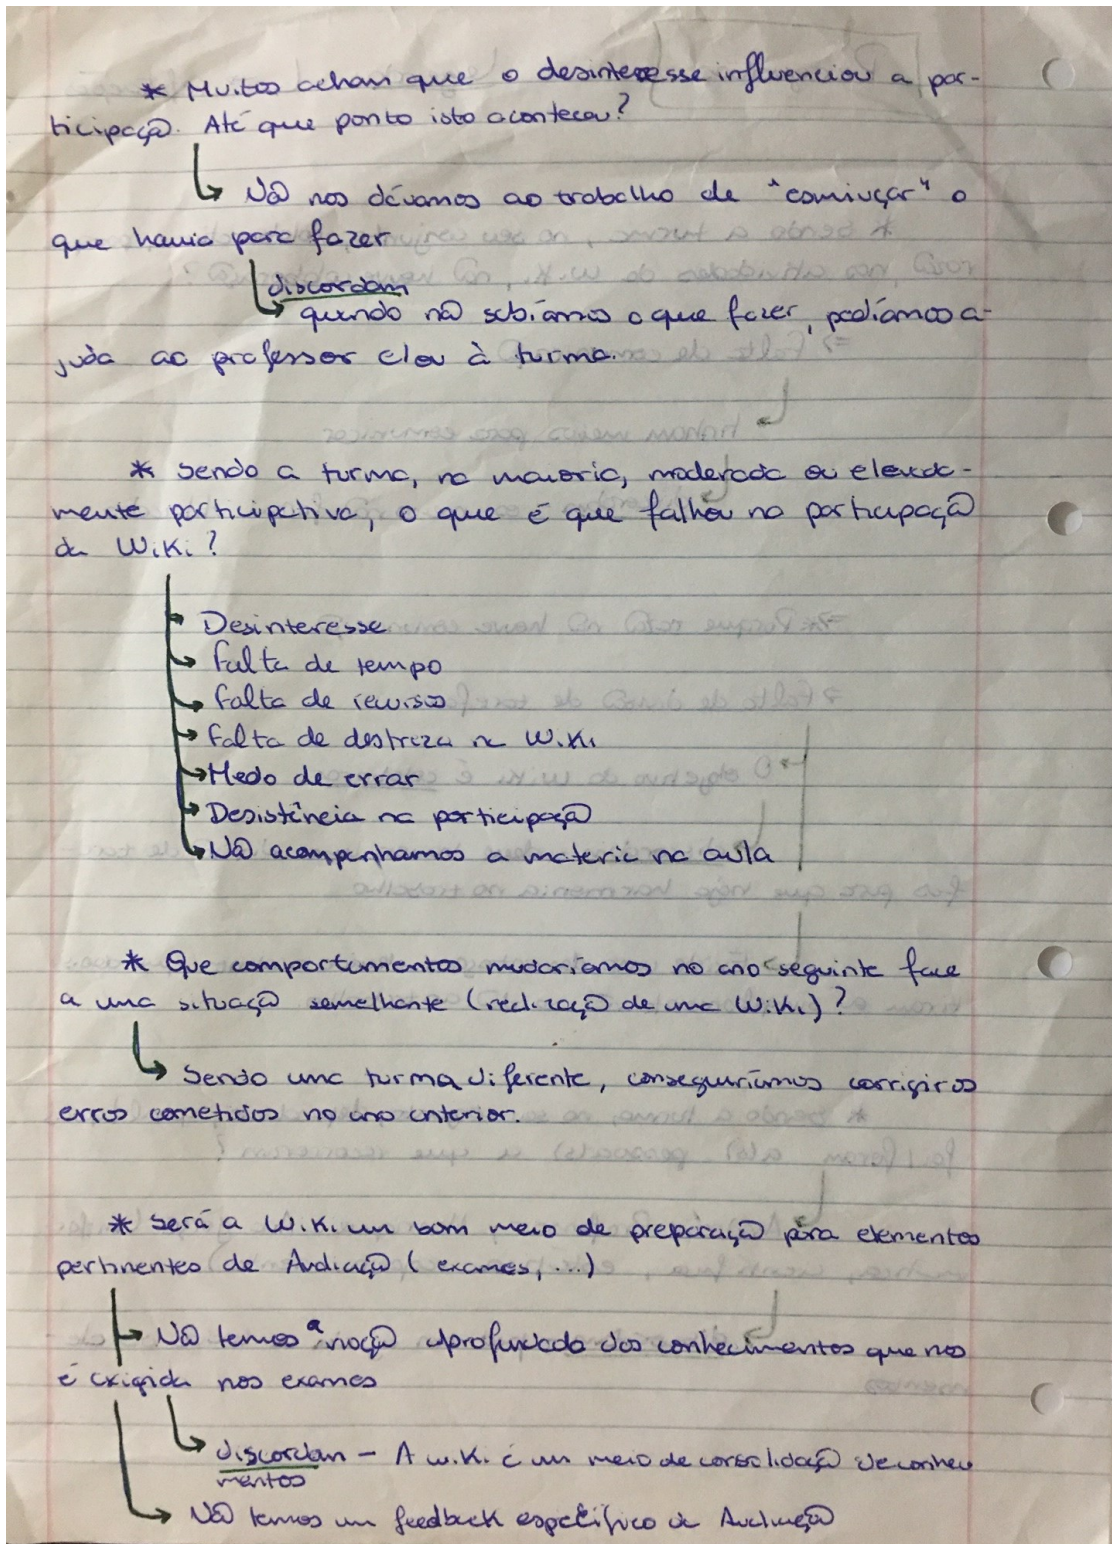 * Muitos acham que o desinteresse influenciou a par-
ticipação. Até que ponto isto aconteceu?
Não nos dávamos ao trabalho de "esmiuçar" o
que havia para fazer
discordam
quando não sabíamos o que fazer, pedíamos a-
juda ao professor e/ou à turma.
* Sendo a turma, na maioria, moderada ou elevada-
mente participativa, o que é que falhou na participação
da Wiki?
Desinteresse
Falta de tempo
Falta de recursos
Falta de destreza na Wiki
Medo de errar
Desistência na participação
Não acompanhamos a matéria na aula
* Que comportamentos mudaríamos no ano seguinte face
a uma situação semelhante (realização de uma Wiki)?
Sendo uma turma diferente, conseguiríamos corrigir os
erros cometidos no ano anterior.
* Será a Wiki um bom meio de preparação para elementos
pertinentes de Avaliação (exames, ...)
Não temos a noção aprofundada dos conhecimentos que nos
é exigida nos exames
discordam - A wiki é um meio de consolidação de conheci
mentos
Não temos um feedback específico da Avaliação